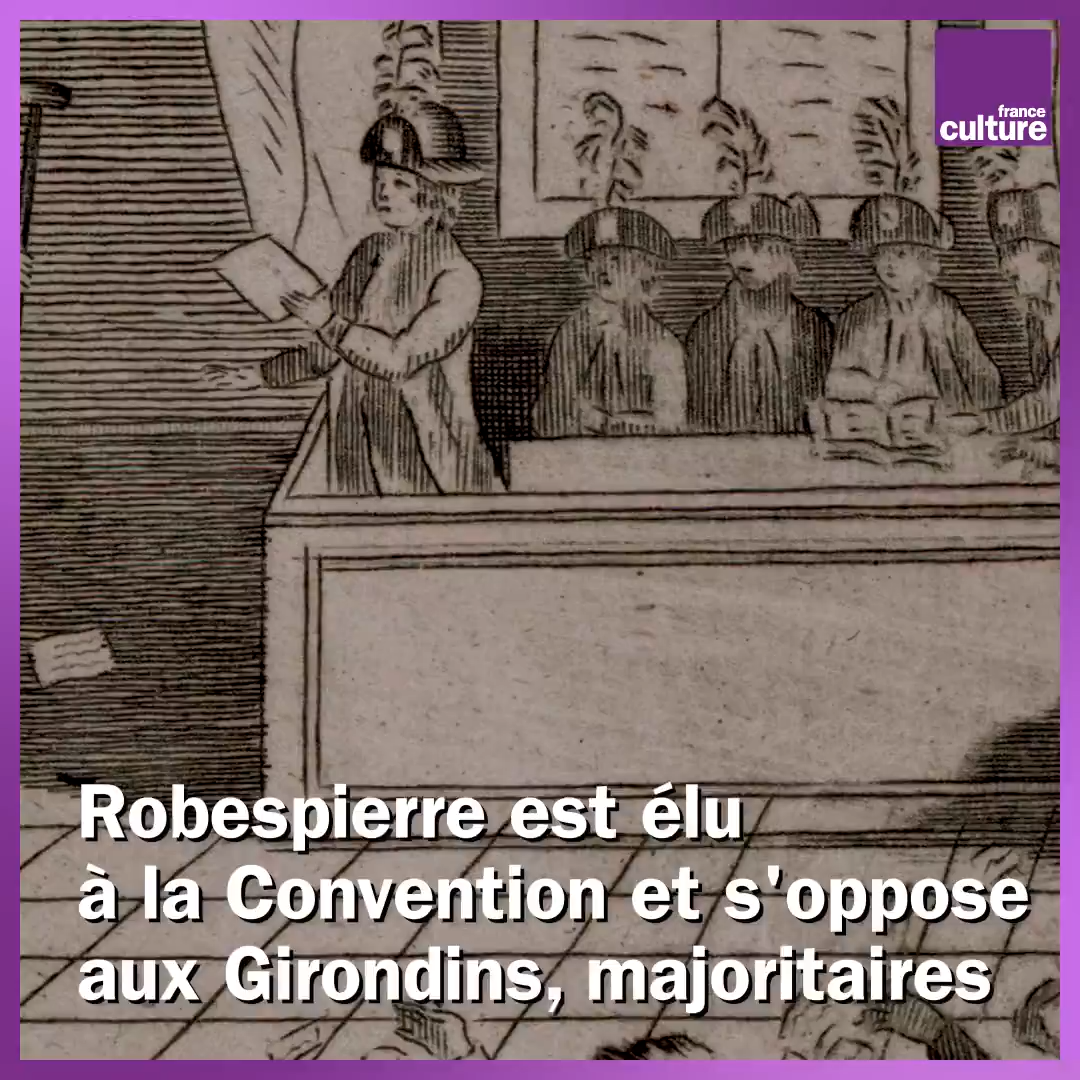 france
culture
Robespierre est élu
à la Convention et s'oppose
aux Girondins, majoritaires